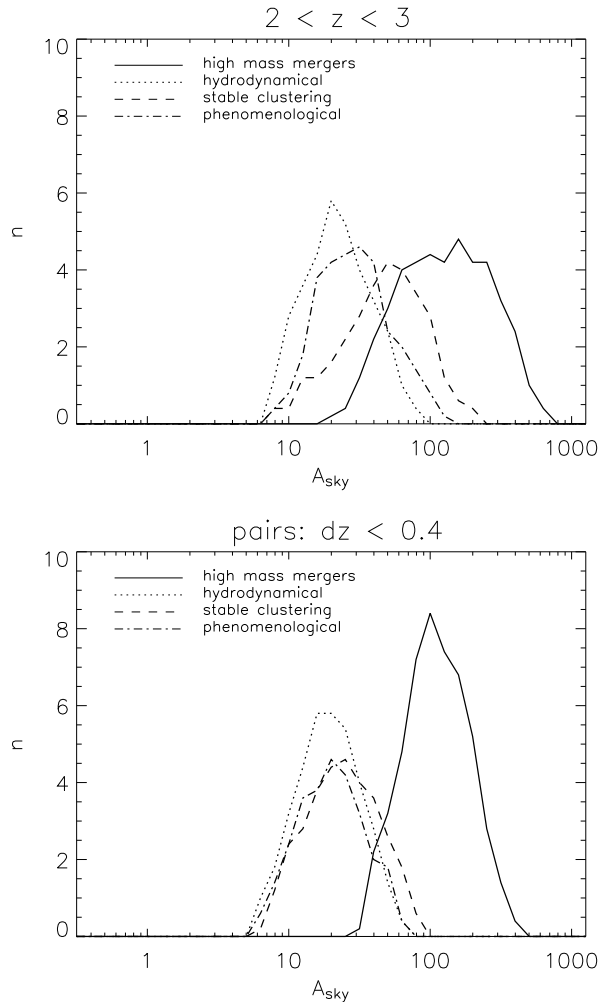 2 < z < 3
10
8
6
4
2
0
n
high mass mergers
hydrodynamical
stable clustering
phenomenological
1 10 100 1000
Asky
pairs: dz < 0.4
10
8
6
4
2
0
n
high mass mergers
hydrodynamical
stable clustering
phenomenological
1 10 100 1000
Asky